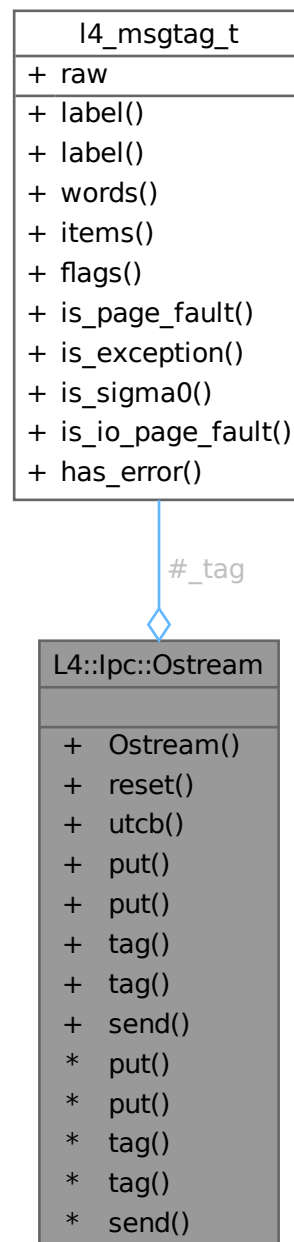 l4_msgtag_t
+ raw
+ label()
+ label()
+ words()
+ items()
+ flags()
+ is_page_fault()
+ is_exception()
+ is_sigma0()
+ is_io_page_fault()
+ has_error()
#_tag
L4::Ipc::Ostream
+ Ostream()
+ reset()
+ utcb()
+ put()
+ put()
+ tag()
+ tag()
+ send()
* put()
* put()
* tag()
* tag()
* send()